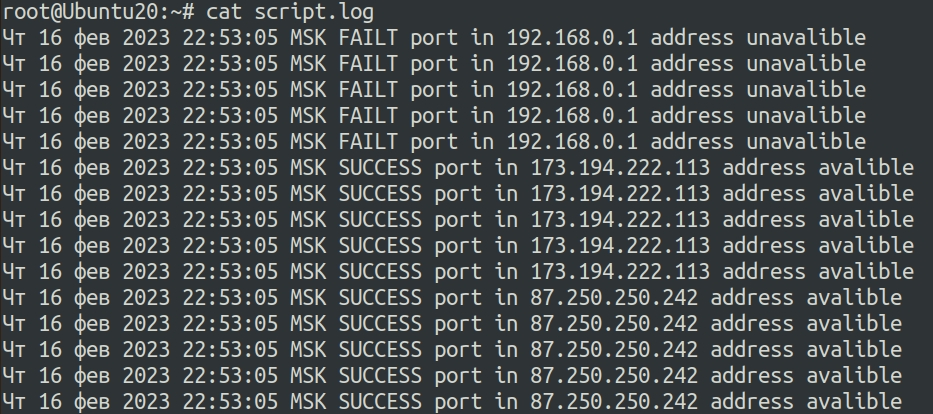 root@Ubuntu20:~# cat script.log
Чт 16 фев 2023 22:53:05 MSK FAILT port in 192.168.0.1 address unavalible
Чт 16 фев 2023 22:53:05 MSK FAILT port in 192.168.0.1 address unavalible
Чт 16 фев 2023 22:53:05 MSK FAILT port in 192.168.0.1 address unavalible
Чт 16 фев 2023 22:53:05 MSK FAILT port in 192.168.0.1 address unavalible
Чт 16 фев 2023 22:53:05 MSK FAILT port in 192.168.0.1 address unavalible
Чт 16 фев 2023 22:53:05 MSK SUCCESS port in 173.194.222.113 address avalible
Чт 16 фев 2023 22:53:05 MSK SUCCESS port in 173.194.222.113 address avalible
Чт 16 фев 2023 22:53:05 MSK SUCCESS port in 173.194.222.113 address avalible
Чт 16 фев 2023 22:53:05 MSK SUCCESS port in 173.194.222.113 address avalible
Чт 16 фев 2023 22:53:05 MSK SUCCESS port in 173.194.222.113 address avalible
Чт 16 фев 2023 22:53:05 MSK SUCCESS port in 87.250.250.242 address avalible
Чт 16 фев 2023 22:53:05 MSK SUCCESS port in 87.250.250.242 address avalible
Чт 16 фев 2023 22:53:05 MSK SUCCESS port in 87.250.250.242 address avalible
Чт 16 фев 2023 22:53:05 MSK SUCCESS port in 87.250.250.242 address avalible
Чт 16 фев 2023 22:53:05 MSK SUCCESS port in 87.250.250.242 address avalible